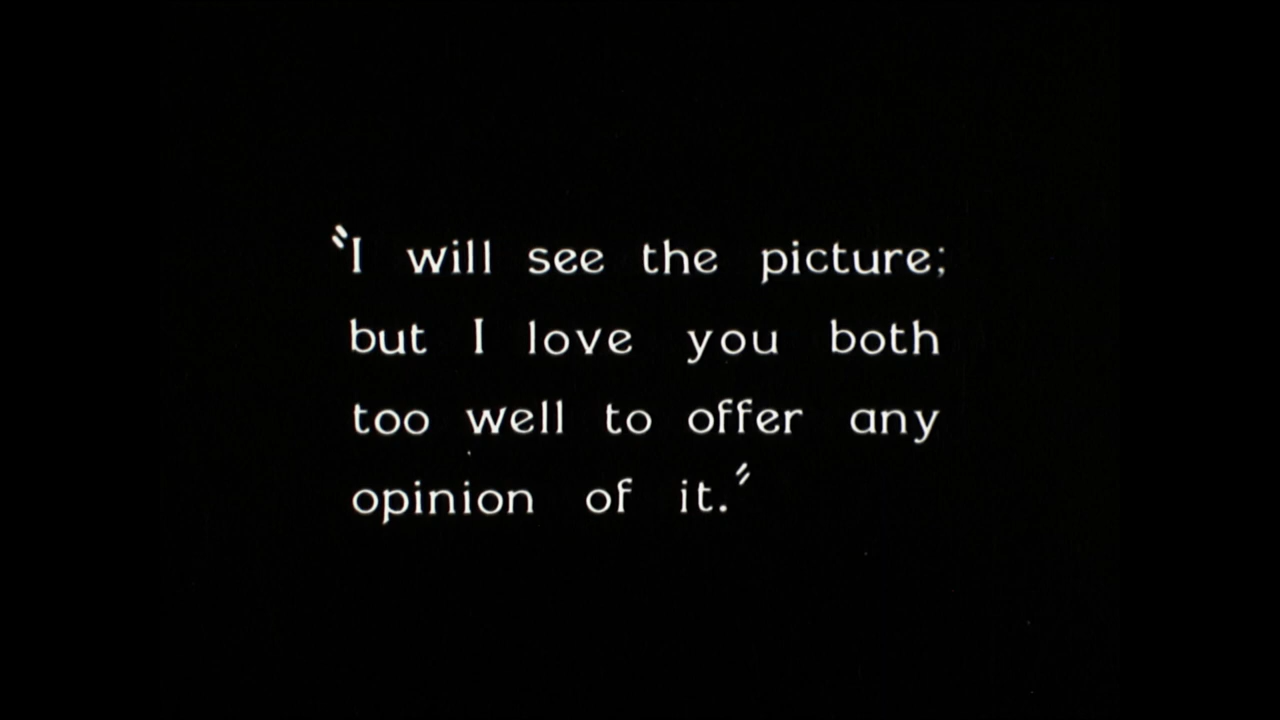 "I will see the picture;
but I love you both
too well to offer any
opinion of it."